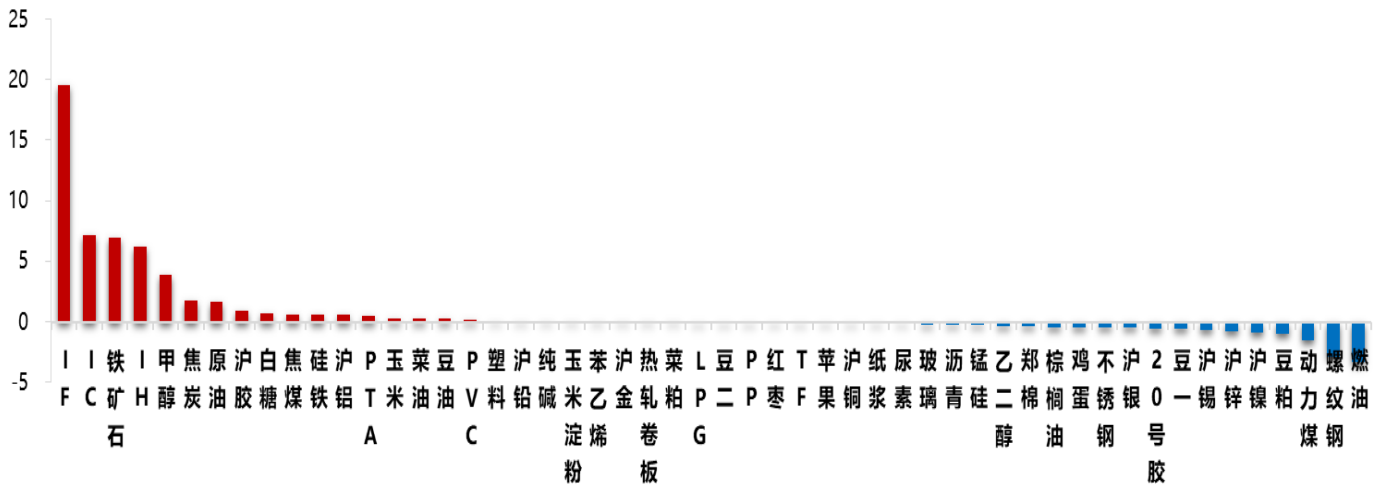 25
20
15
10
5
0
-5
IF
IC
铁矿石
IH
甲醇
焦炭
原油
沪胶
白糖
焦煤
硅铁
沪铝
PTA
玉米
菜油
豆油
PVC
塑料
沪铅
纯碱
玉米淀粉
苯乙烯
沪金
热轧卷板
菜粕
LPG
豆二
PP
红枣
TF
苹果
沪铜
纸浆
尿素
玻璃
沥青
锰硅
乙二醇
郑棉
棕榈油
鸡蛋
不锈钢
沪银
20号胶
豆一
沪锡
沪锌
沪镍
豆粕
动力煤
螺纹钢
燃油